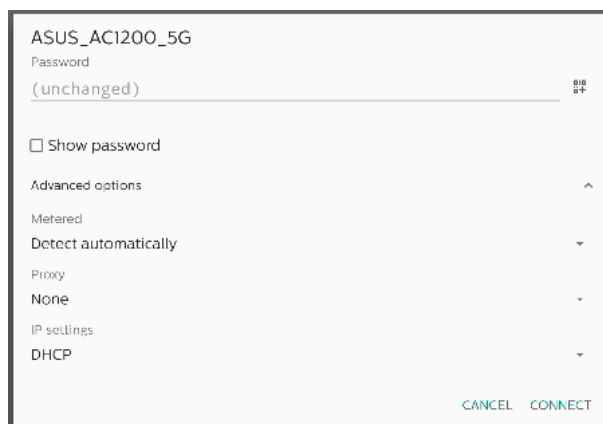 ASUS_AC1200_5G
Password
(unchanged)
Show password
Advanced options
Metered
Detect automatically
Proxy
None
IP settings
DHCP
CANCEL CONNECT